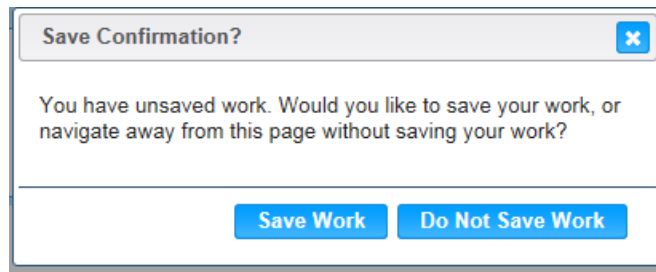 Save Confirmation?
You have unsaved work. Would you like to save your work, or
navigate away from this page without saving your work?
Save Work
Do Not Save Work